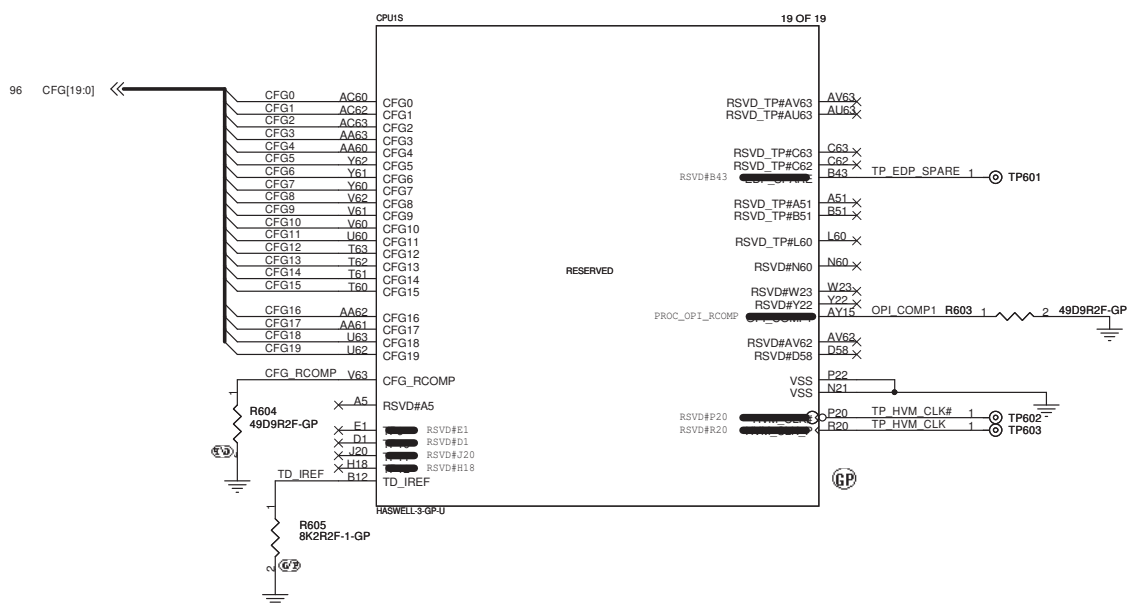 CPU1S 19 OF 19
96 CFG[19:0]
CFG0 AC60 CFG0
CFG1 AC62 CFG1
CFG2 AC63 CFG2
CFG3 AA63 CFG3
CFG4 AA60 CFG4
CFG5 Y62 CFG5
CFG6 Y61 CFG6
CFG7 Y60 CFG7
CFG8 V62 CFG8
CFG9 V61 CFG9
CFG10 V60 CFG10
CFG11 U60 CFG11
CFG12 T63 CFG12
CFG13 T62 CFG13
CFG14 T61 CFG14
CFG15 T60 CFG15
CFG16 AA62 CFG16
CFG17 AA61 CFG17
CFG18 U63 CFG18
CFG19 U62 CFG19
CFG_RCOMP V63 CFG_RCOMP
A5 RSVD#A5
E1 RSVD#E1
D1 RSVD#D1
J20 RSVD#J20
H18 RSVD#H18
TD_IREF B12 TD_IREF
1
R604
49D9R2F-GP
1
R605
8K2R2F-1-GP
2
HASWELL-3-GP-U
RESERVED
RSVD_TP#AV63 AV63
RSVD_TP#AU63 AU63
RSVD_TP#C63 C63
RSVD_TP#C62 C62
RSVD#B43 B43 TP_EDP_SPARE 1 TP601
RSVD_TP#A51 A51
RSVD_TP#B51 B51
RSVD_TP#L60 L60
RSVD#N60 N60
RSVD#W23 W23
RSVD#Y22 Y22
PROC_OPI_RCOMP AY15 OPI_COMP1 R603 1 2 49D9R2F-GP
RSVD#AV62 AV62
RSVD#D58 D58
VSS P22
VSS N21
RSVD#P20 P20 TP_HVM_CLK# 1 TP602
RSVD#R20 R20 TP_HVM_CLK 1 TP603
GP